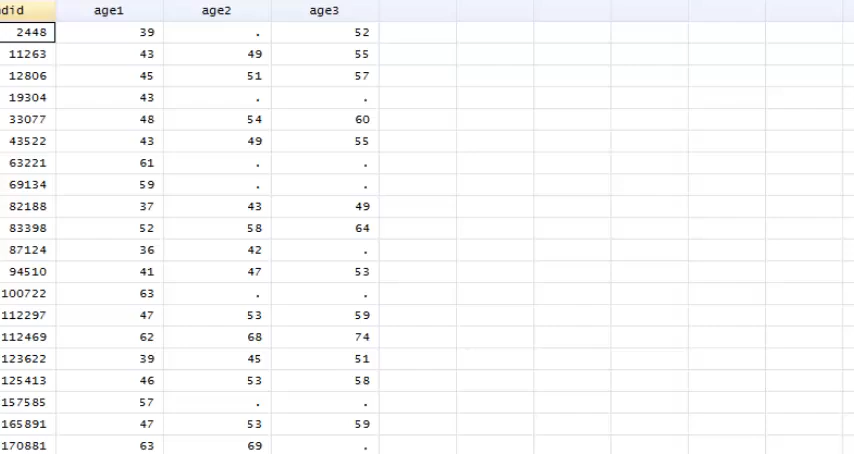 did age1 age2 age3
2448 39 . 52
11263 43 49 55
12806 45 51 57
19304 43 . .
33077 48 54 60
43522 43 49 55
63221 61 . .
69134 59 . .
82188 37 43 49
83398 52 58 64
87124 36 42 .
94510 41 47 53
100722 63 . .
112297 47 53 59
112469 62 68 74
123622 39 45 51
125413 46 53 58
157585 57 . .
165891 47 53 59
170881 63 69 .